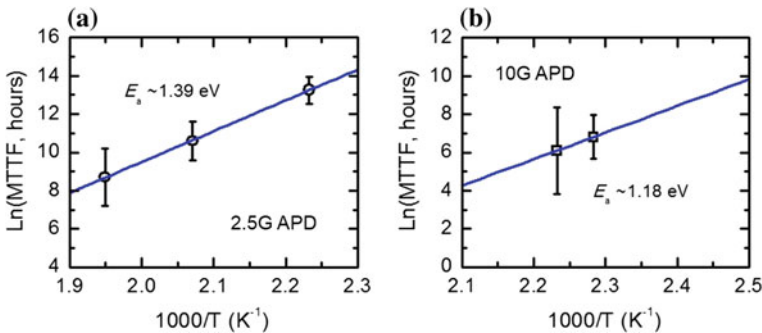 (a)
Ln(MTTF, hours)
16
14
12
10
8
6
4
Eₐ ~1.39 eV
2.5G APD
1.9 2.0 2.1 2.2 2.3
1000/T (K⁻¹)
(b)
Ln(MTTF, hours)
12
10
8
6
4
2
0
10G APD
Eₐ ~1.18 eV
2.1 2.2 2.3 2.4 2.5
1000/T (K⁻¹)